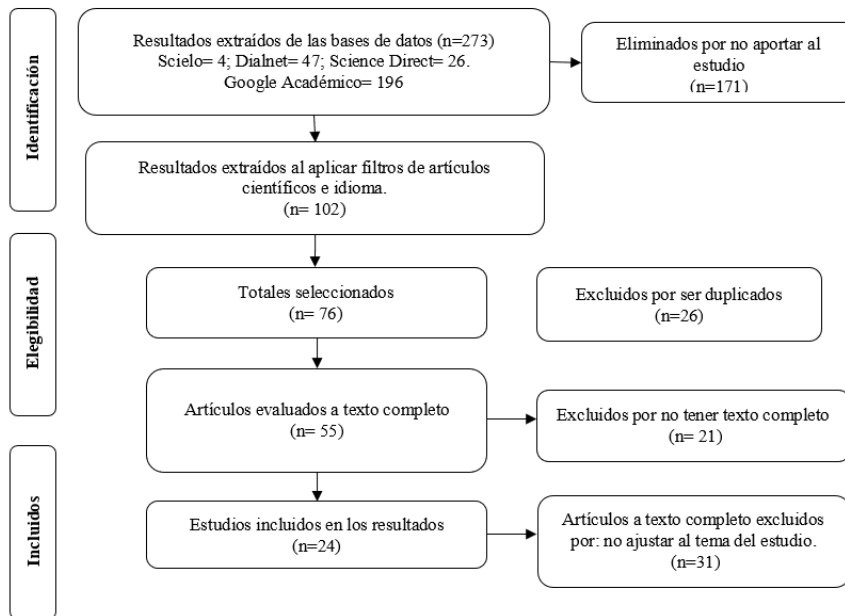 Identificación
Resultados extraídos de las bases de datos (n=273)
Scielo= 4; Dialnet= 47; Science Direct= 26.
Google Académico= 196
Eliminados por no aportar al
estudio
(n=171)
Resultados extraídos al aplicar filtros de artículos
científicos e idioma.
(n= 102)
Elegibilidad
Totales seleccionados
(n= 76)
Excluidos por ser duplicados
(n=26)
Artículos evaluados a texto completo
(n= 55)
Excluidos por no tener texto completo
(n= 21)
Incluidos
Estudios incluidos en los resultados
(n=24)
Artículos a texto completo excluidos
por: no ajustar al tema del estudio.
(n=31)